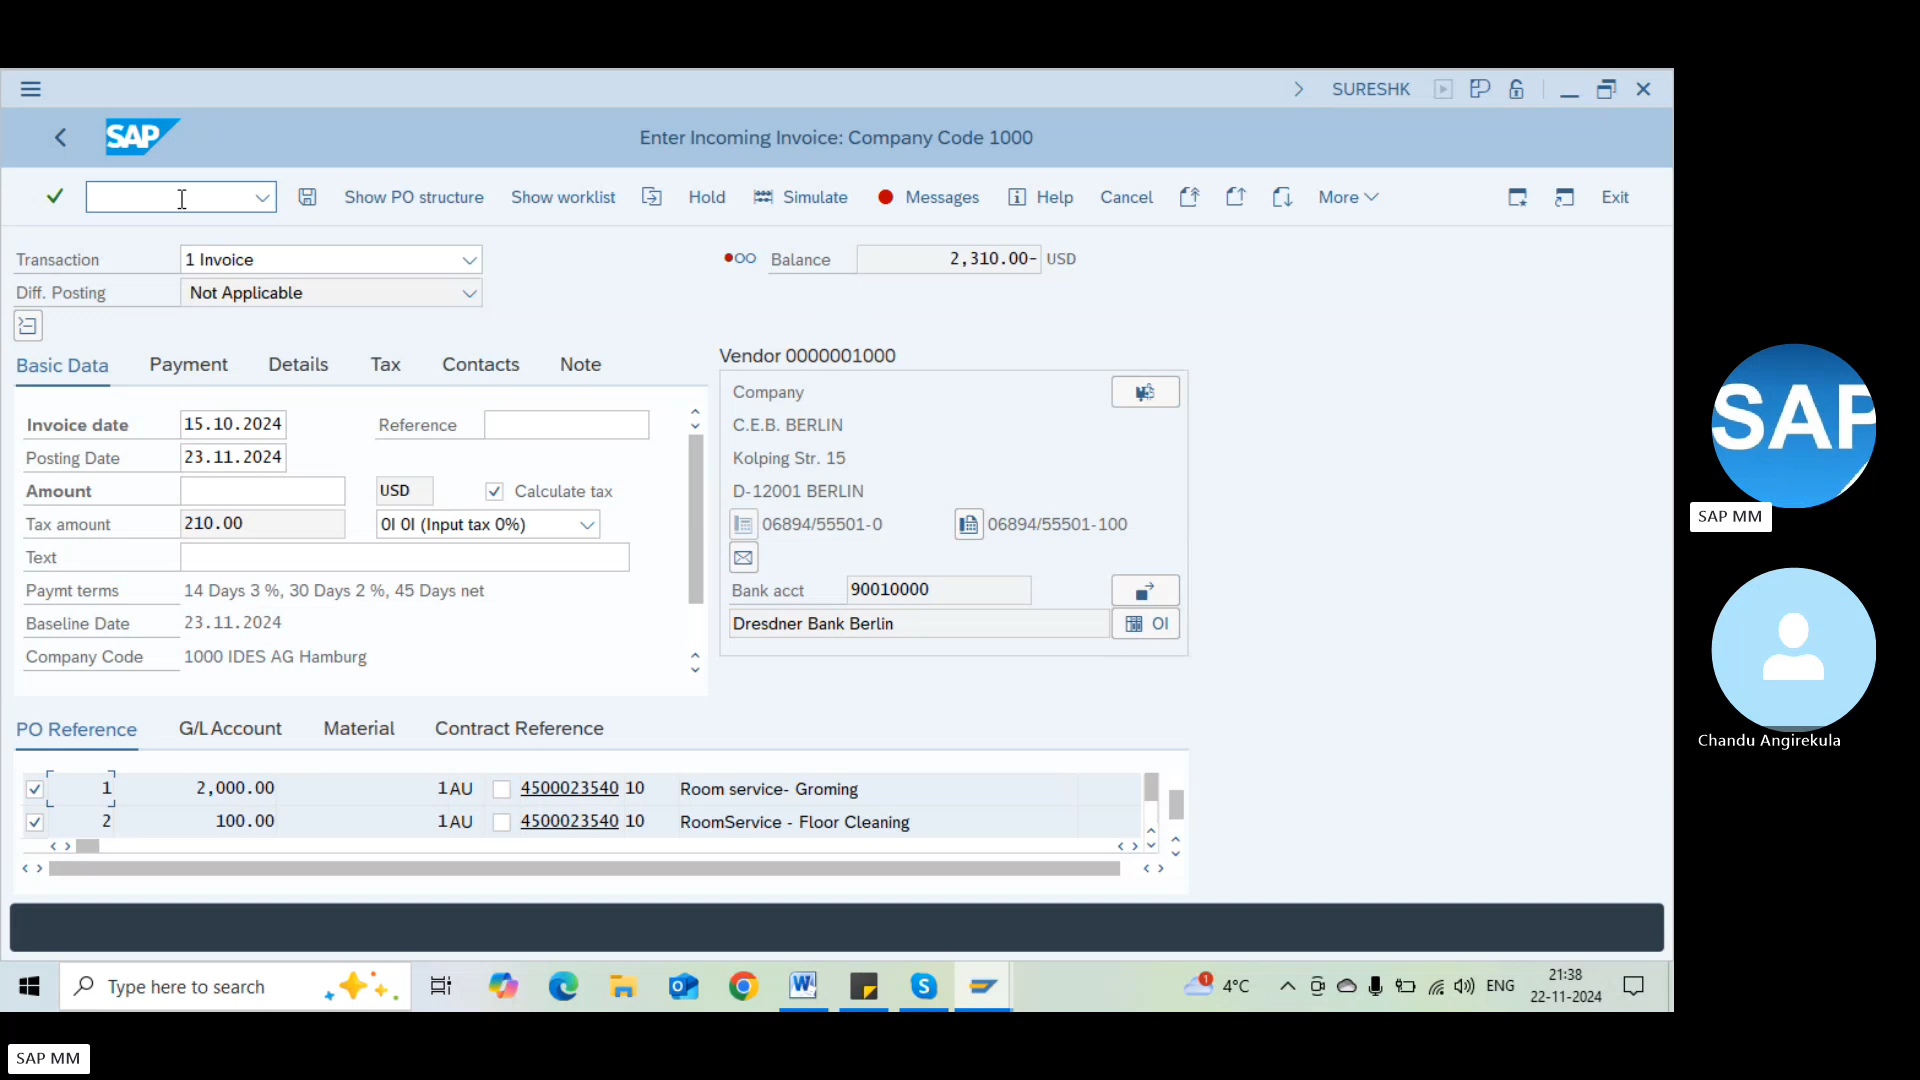 SURESHK
SAP
Enter Incoming Invoice: Company Code 1000
Show PO structure Show worklist Hold Simulate Messages Help Cancel More Exit
Transaction 1 Invoice Balance 2,310.00- USD
Diff. Posting Not Applicable
Basic Data Payment Details Tax Contacts Note
Vendor 0000001000
Company
Invoice date 15.10.2024 Reference
C.E.B. BERLIN
Posting Date 23.11.2024
Kolping Str. 15
Amount USD Calculate tax
D-12001 BERLIN
Tax amount 210.00 0I 0I (Input tax 0%)
06894/55501-0 06894/55501-100
Text
Paymt terms 14 Days 3 %, 30 Days 2 %, 45 Days net
Bank acct 90010000
Baseline Date 23.11.2024
Dresdner Bank Berlin OI
Company Code 1000 IDES AG Hamburg
PO Reference G/L Account Material Contract Reference
1 2,000.00 1 AU 4500023540 10 Room service- Groming
2 100.00 1 AU 4500023540 10 RoomService - Floor Cleaning
Type here to search
1 4°C ENG
21:38
22-11-2024
SAP
SAP MM
Chandu Angirekula
SAP MM